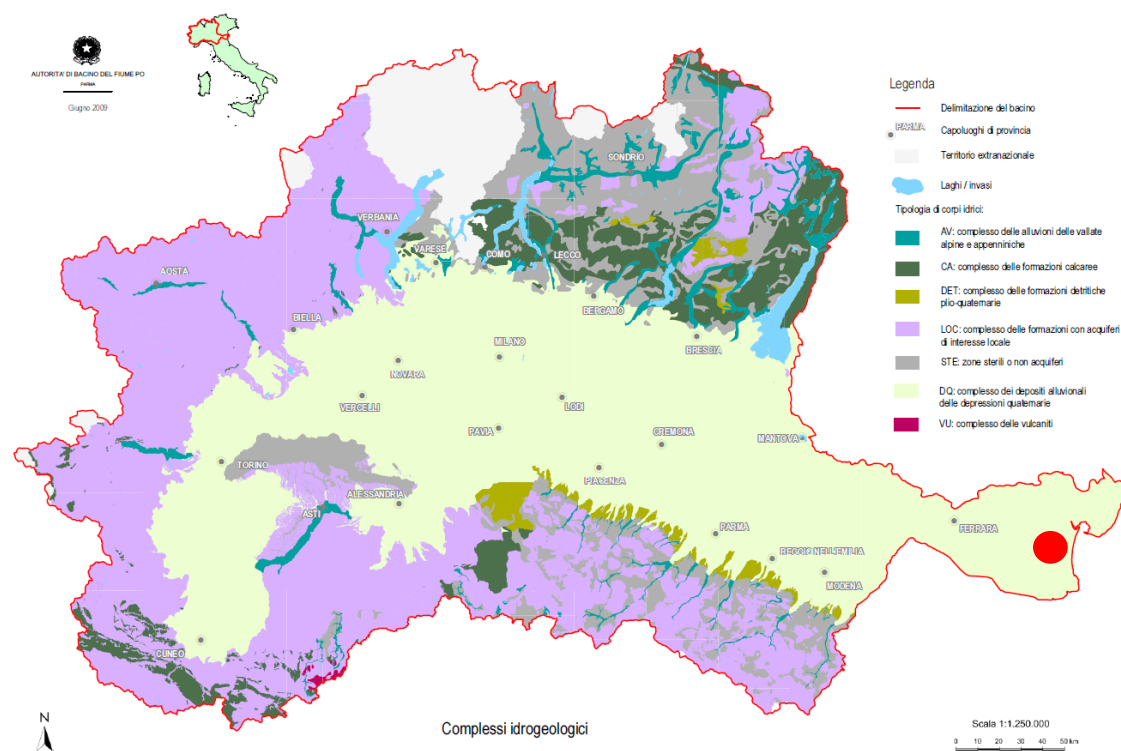 AUTORITA' DI BACINO DEL FIUME PO
PARMA
Giugno 2009
Legenda
Delimitazione del bacino
PARMA
Capoluoghi di provincia
Territorio extranazionale
Laghi / invasi
Tipologia di corpi idrici:
AV: complesso delle alluvioni delle vallate
alpine e appenniniche
CA: complesso delle formazioni calcaree
DET: complesso delle formazioni detritiche
plio-quaternarie
LOC: complesso delle formazioni con acquiferi
di interesse locale
STE: zone sterili o non acquiferi
DQ: complesso dei depositi alluvionali
delle depressioni quaternarie
VU: complesso delle vulcaniti
SONDRIO
VERBANIA
VARESE
COMO
LECCO
AOSTA
BERGAMO
BIELLA
BRESCIA
MILANO
NOVARA
VERCELLI
LODI
PAVIA
CREMONA
MANTOVA
TORINO
PIACENZA
ALESSANDRIA
ASTI
PARMA
FERRARA
REGGIO NELL'EMILIA
MODENA
CUNEO
N
Complessi idrogeologici
Scala 1:1.250.000
0 10 20 30 40 50 km